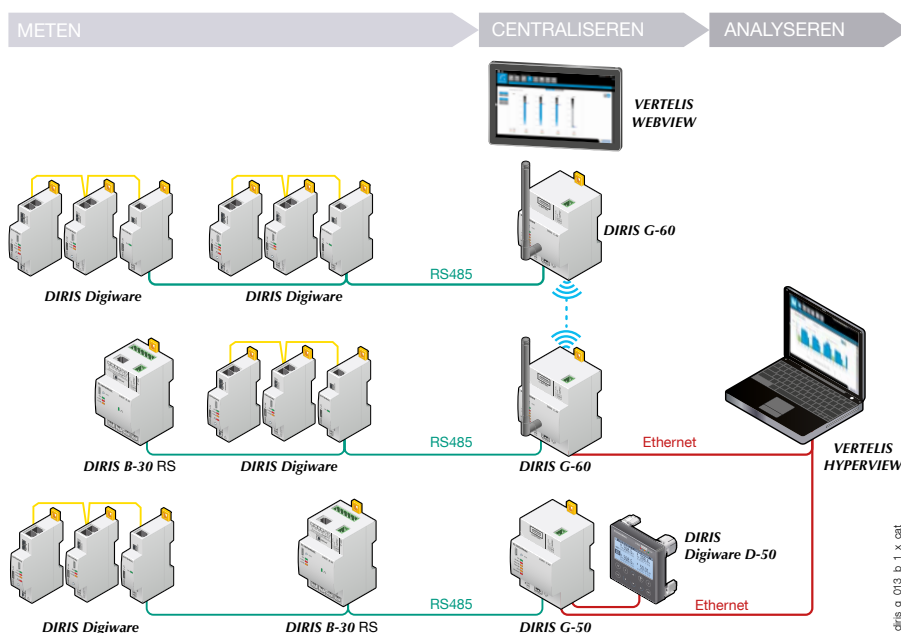 METEN
CENTRALISEREN
ANALYSEREN
VERTELIS
WEBVIEW
DIRIS G-60
RS485
DIRIS Digiware
DIRIS Digiware
RS485
Ethernet
DIRIS B-30 RS
DIRIS Digiware
DIRIS G-60
VERTELIS
HYPERVIEW
DIRIS
Digiware D-50
RS485
Ethernet
DIRIS Digiware
DIRIS B-30 RS
DIRIS G-50
diris_g_013_b_1_x_cat